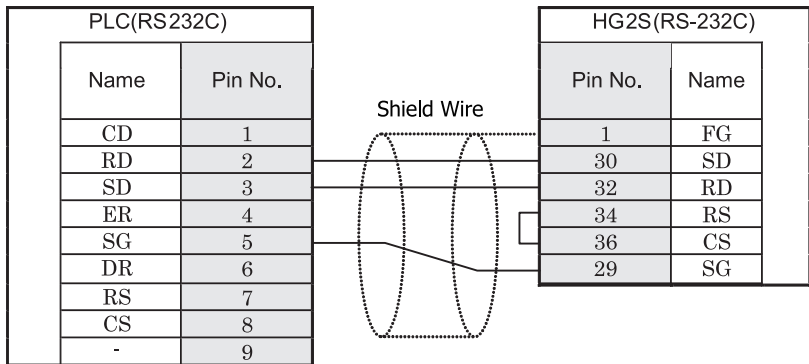 PLC(RS232C) HG2S(RS-232C)
Name Pin No. Pin No. Name
Shield Wire
CD 1 1 FG
RD 2 30 SD
SD 3 32 RD
ER 4 34 RS
SG 5 36 CS
DR 6 29 SG
RS 7
CS 8
- 9